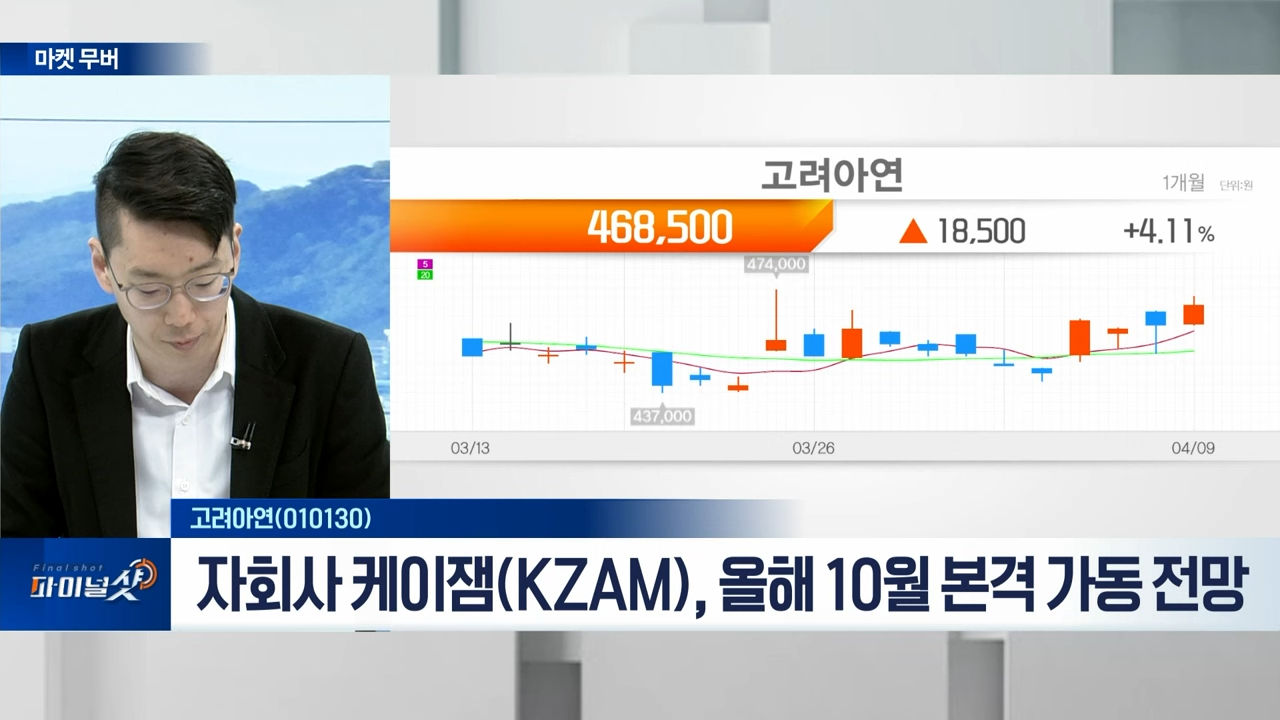 마켓 무버
고려아연
1개월 단위:원
468,500 ▲ 18,500 +4.11%
5
20
474,000
437,000
03/13 03/26 04/09
고려아연(010130)
Final shot
파이널샷
자회사 케이잼(KZAM), 올해 10월 본격 가동 전망